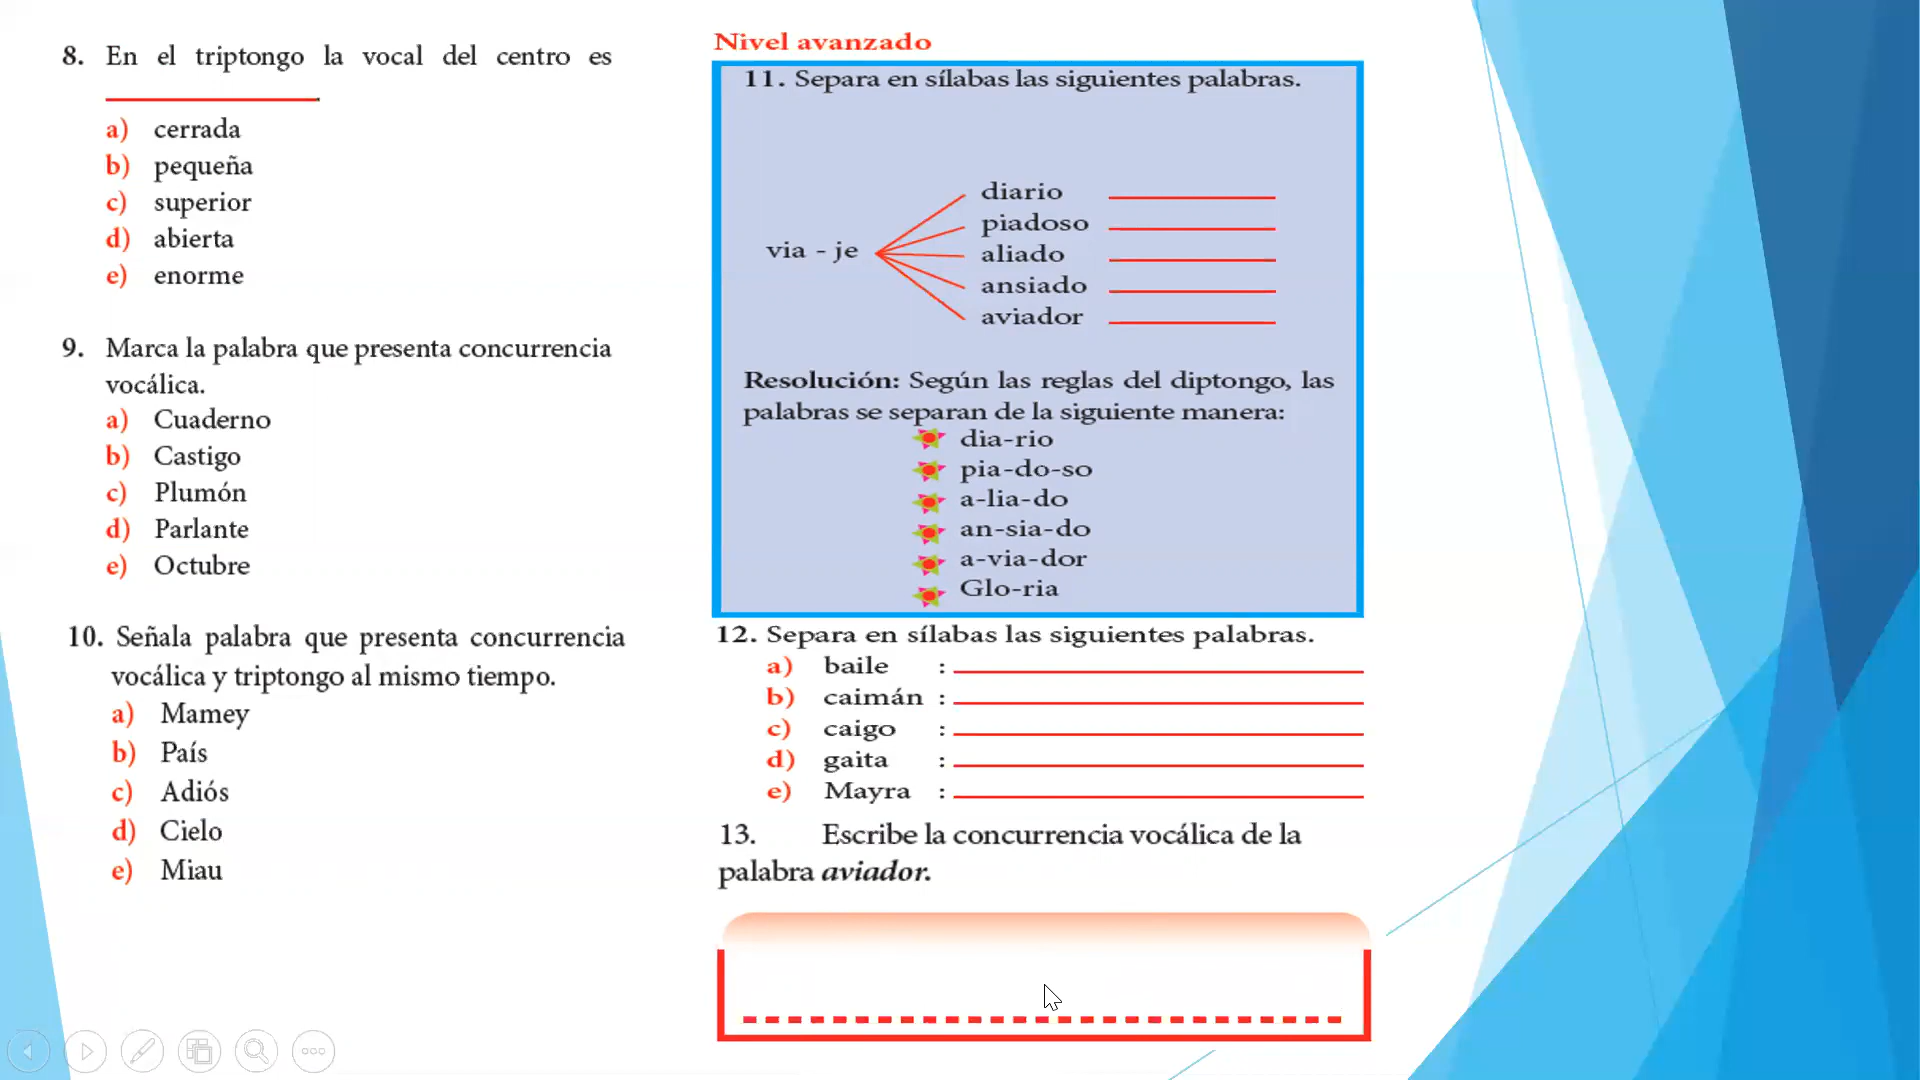 8. En el triptongo la vocal del centro es
.
a) cerrada
b) pequeña
c) superior
d) abierta
e) enorme
9. Marca la palabra que presenta concurrencia
vocálica.
a) Cuaderno
b) Castigo
c) Plumón
d) Parlante
e) Octubre
10. Señala palabra que presenta concurrencia
vocálica y triptongo al mismo tiempo.
a) Mamey
b) País
c) Adiós
d) Cielo
e) Miau
Nivel avanzado
11. Separa en sílabas las siguientes palabras.
via - je
diario
piadoso
aliado
ansiado
aviador
Resolución: Según las reglas del diptongo, las
palabras se separan de la siguiente manera:
dia-rio
pia-do-so
a-lia-do
an-sia-do
a-via-dor
Glo-ria
12. Separa en sílabas las siguientes palabras.
a) baile :
b) caimán :
c) caigo :
d) gaita :
e) Mayra :
13. Escribe la concurrencia vocálica de la
palabra aviador.